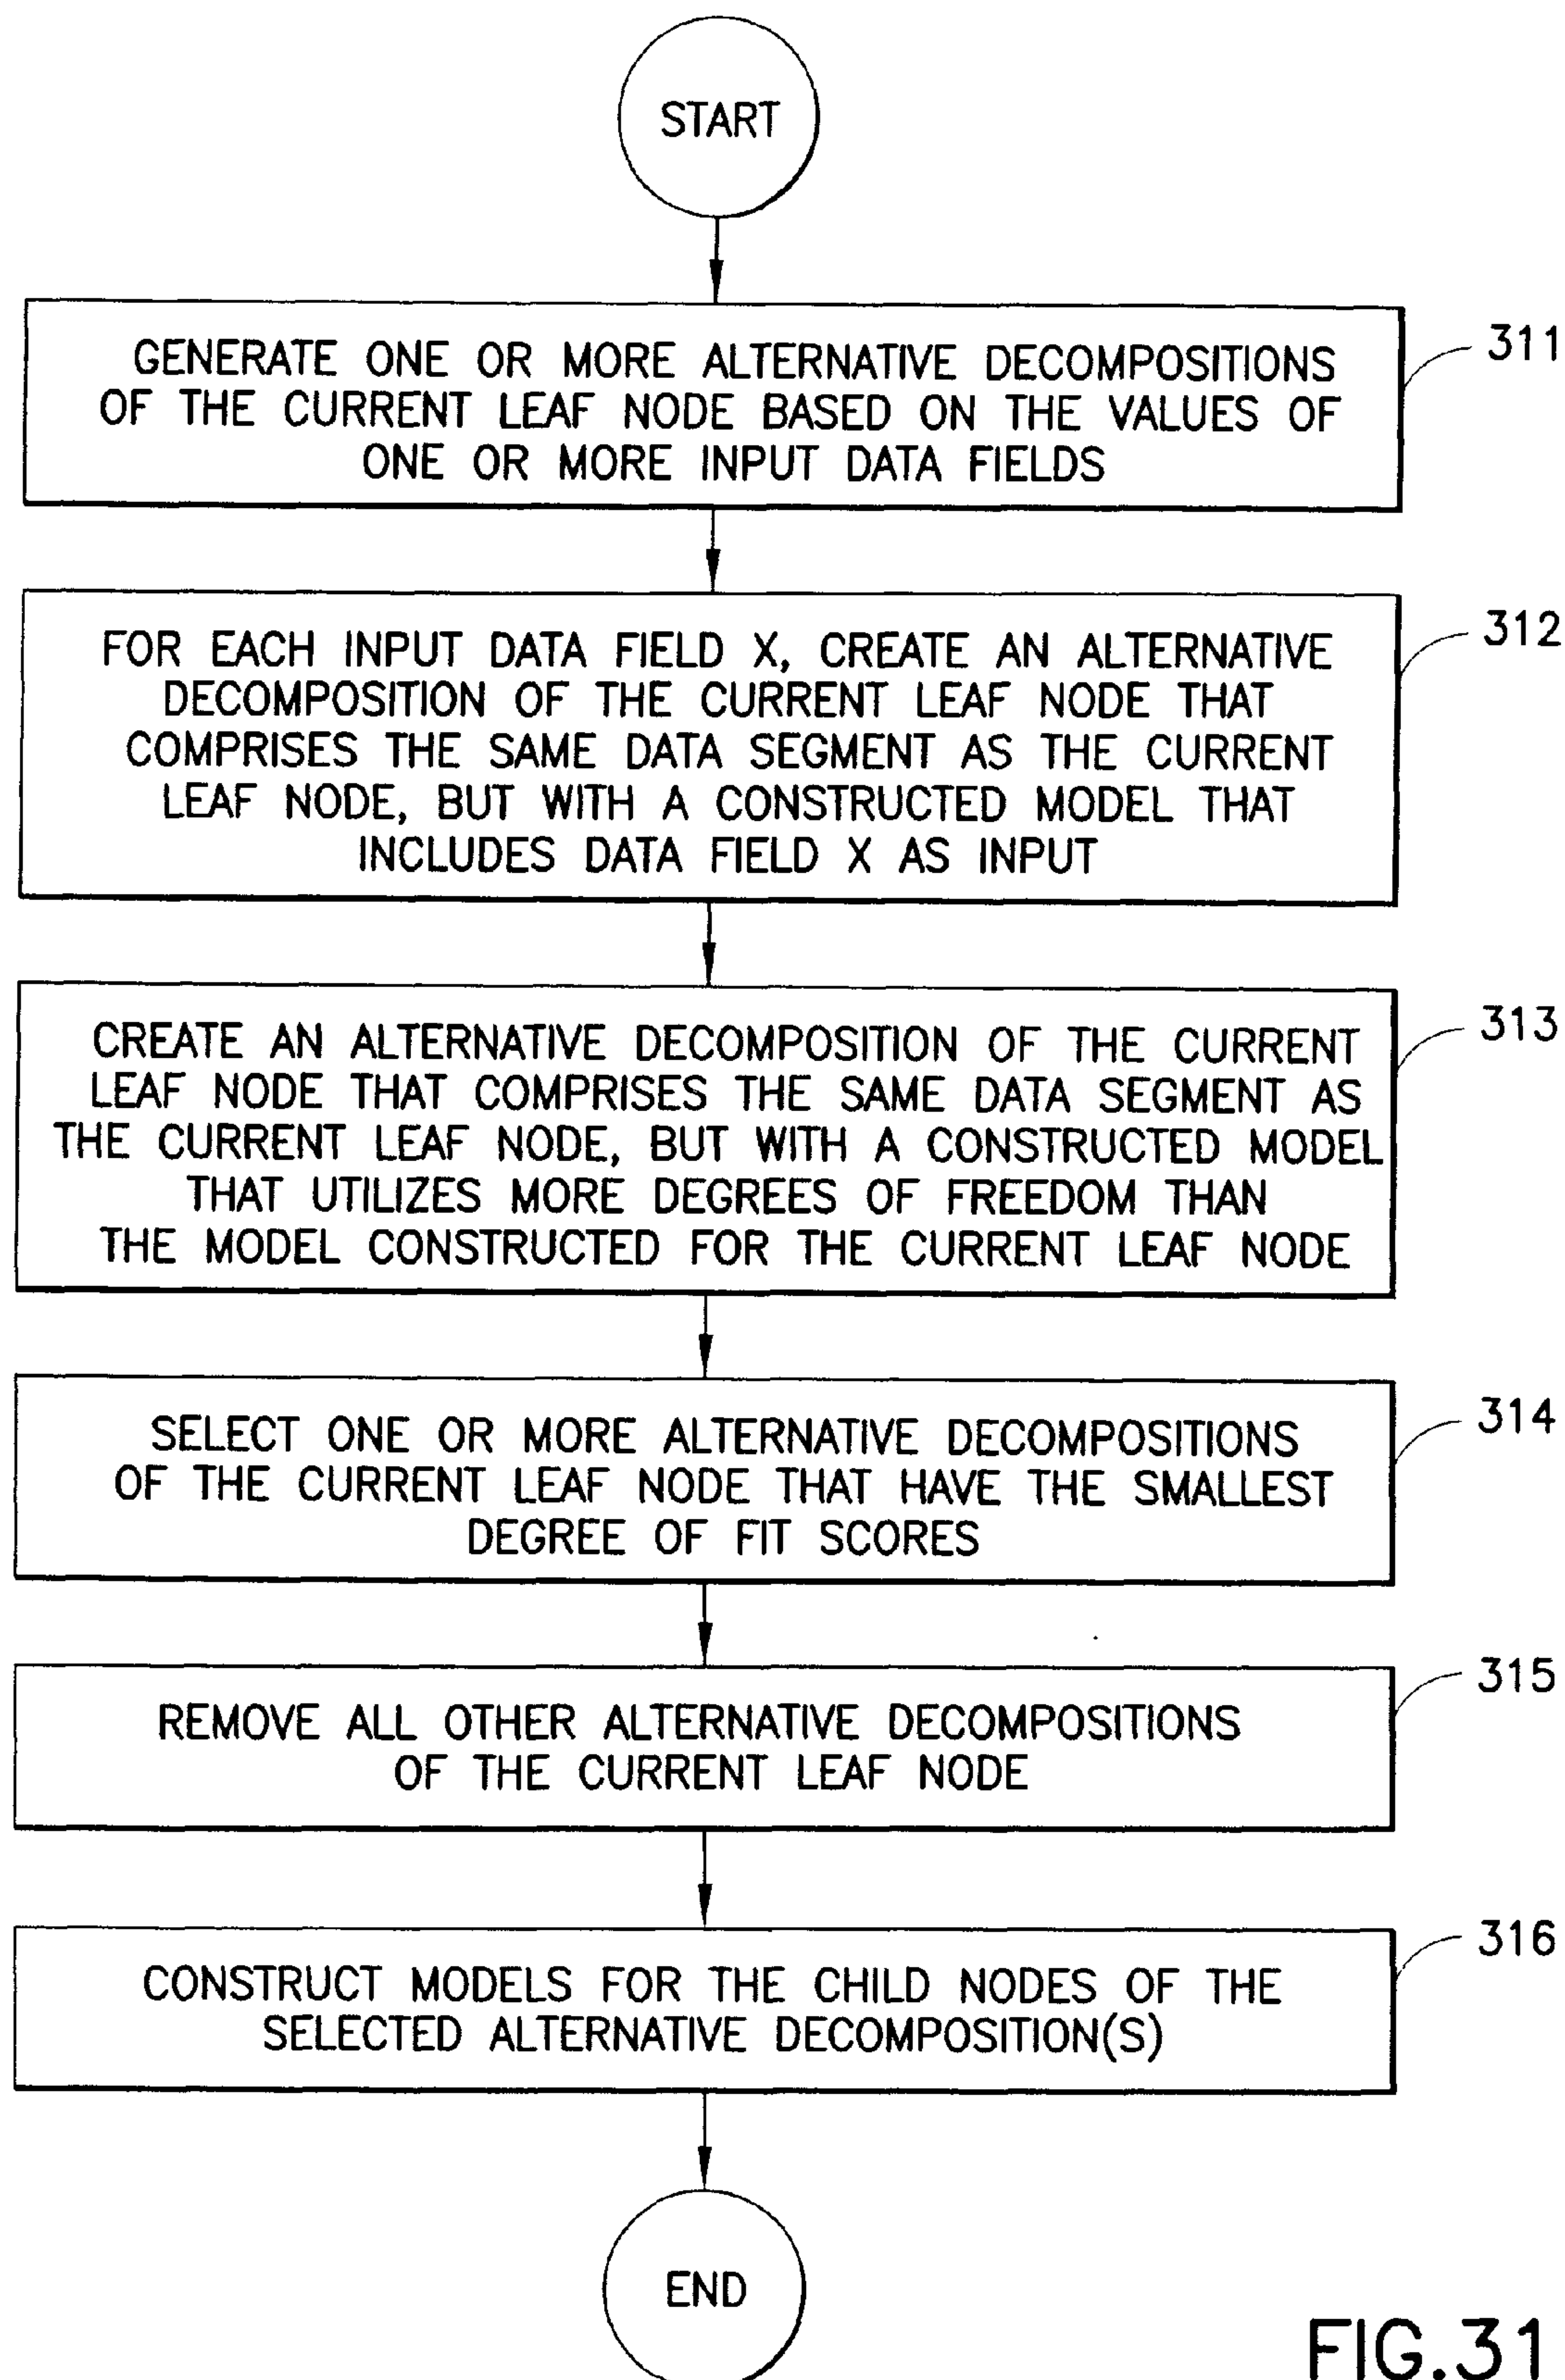 START
GENERATE ONE OR MORE ALTERNATIVE DECOMPOSITIONS
OF THE CURRENT LEAF NODE BASED ON THE VALUES OF
ONE OR MORE INPUT DATA FIELDS
311
FOR EACH INPUT DATA FIELD X, CREATE AN ALTERNATIVE
DECOMPOSITION OF THE CURRENT LEAF NODE THAT
COMPRISES THE SAME DATA SEGMENT AS THE CURRENT
LEAF NODE, BUT WITH A CONSTRUCTED MODEL THAT
INCLUDES DATA FIELD X AS INPUT
312
CREATE AN ALTERNATIVE DECOMPOSITION OF THE CURRENT
LEAF NODE THAT COMPRISES THE SAME DATA SEGMENT AS
THE CURRENT LEAF NODE, BUT WITH A CONSTRUCTED MODEL
THAT UTILIZES MORE DEGREES OF FREEDOM THAN
THE MODEL CONSTRUCTED FOR THE CURRENT LEAF NODE
313
SELECT ONE OR MORE ALTERNATIVE DECOMPOSITIONS
OF THE CURRENT LEAF NODE THAT HAVE THE SMALLEST
DEGREE OF FIT SCORES
314
REMOVE ALL OTHER ALTERNATIVE DECOMPOSITIONS
OF THE CURRENT LEAF NODE
315
CONSTRUCT MODELS FOR THE CHILD NODES OF THE
SELECTED ALTERNATIVE DECOMPOSITION(S)
316
END
FIG.31